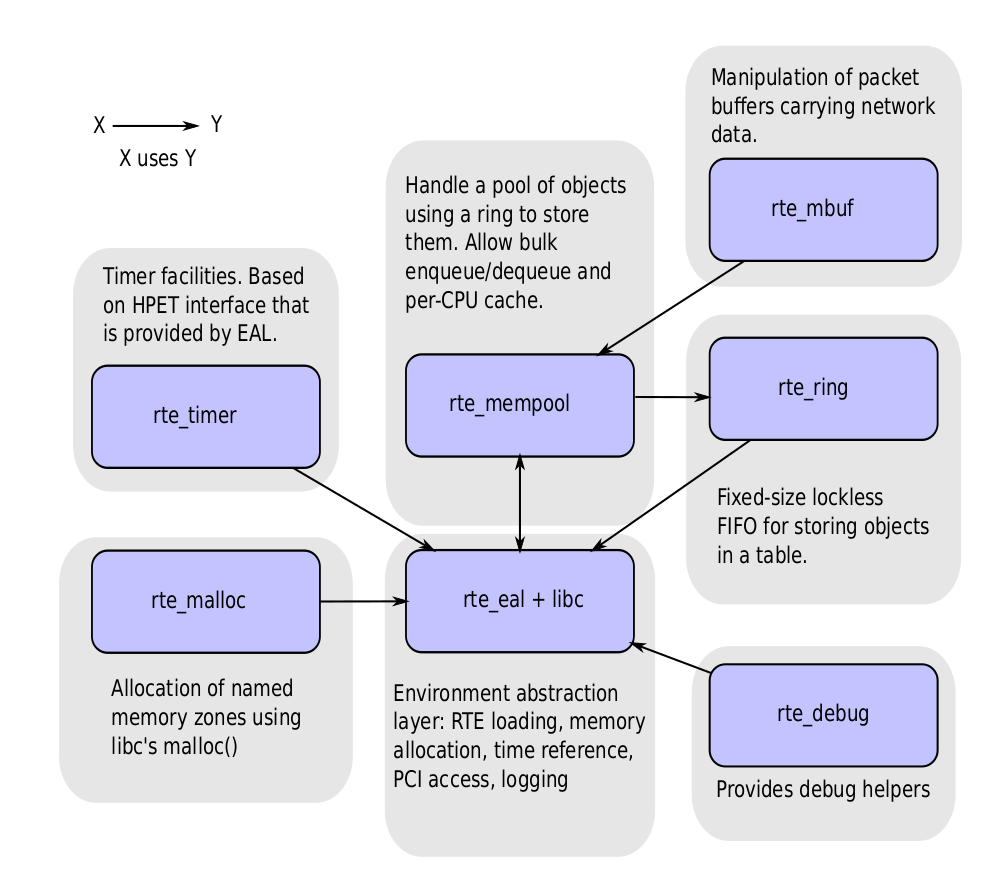 X
Y
X uses Y
Manipulation of packet
buffers carrying network
data.
rte_mbuf
Handle a pool of objects
using a ring to store
them. Allow bulk
enqueue/dequeue and
per-CPU cache.
rte_mempool
Timer facilities. Based
on HPET interface that
is provided by EAL.
rte_timer
rte_ring
Fixed-size lockless
FIFO for storing objects
in a table.
rte_malloc
Allocation of named
memory zones using
libc's malloc()
rte_eal + libc
Environment abstraction
layer: RTE loading, memory
allocation, time reference,
PCI access, logging
rte_debug
Provides debug helpers